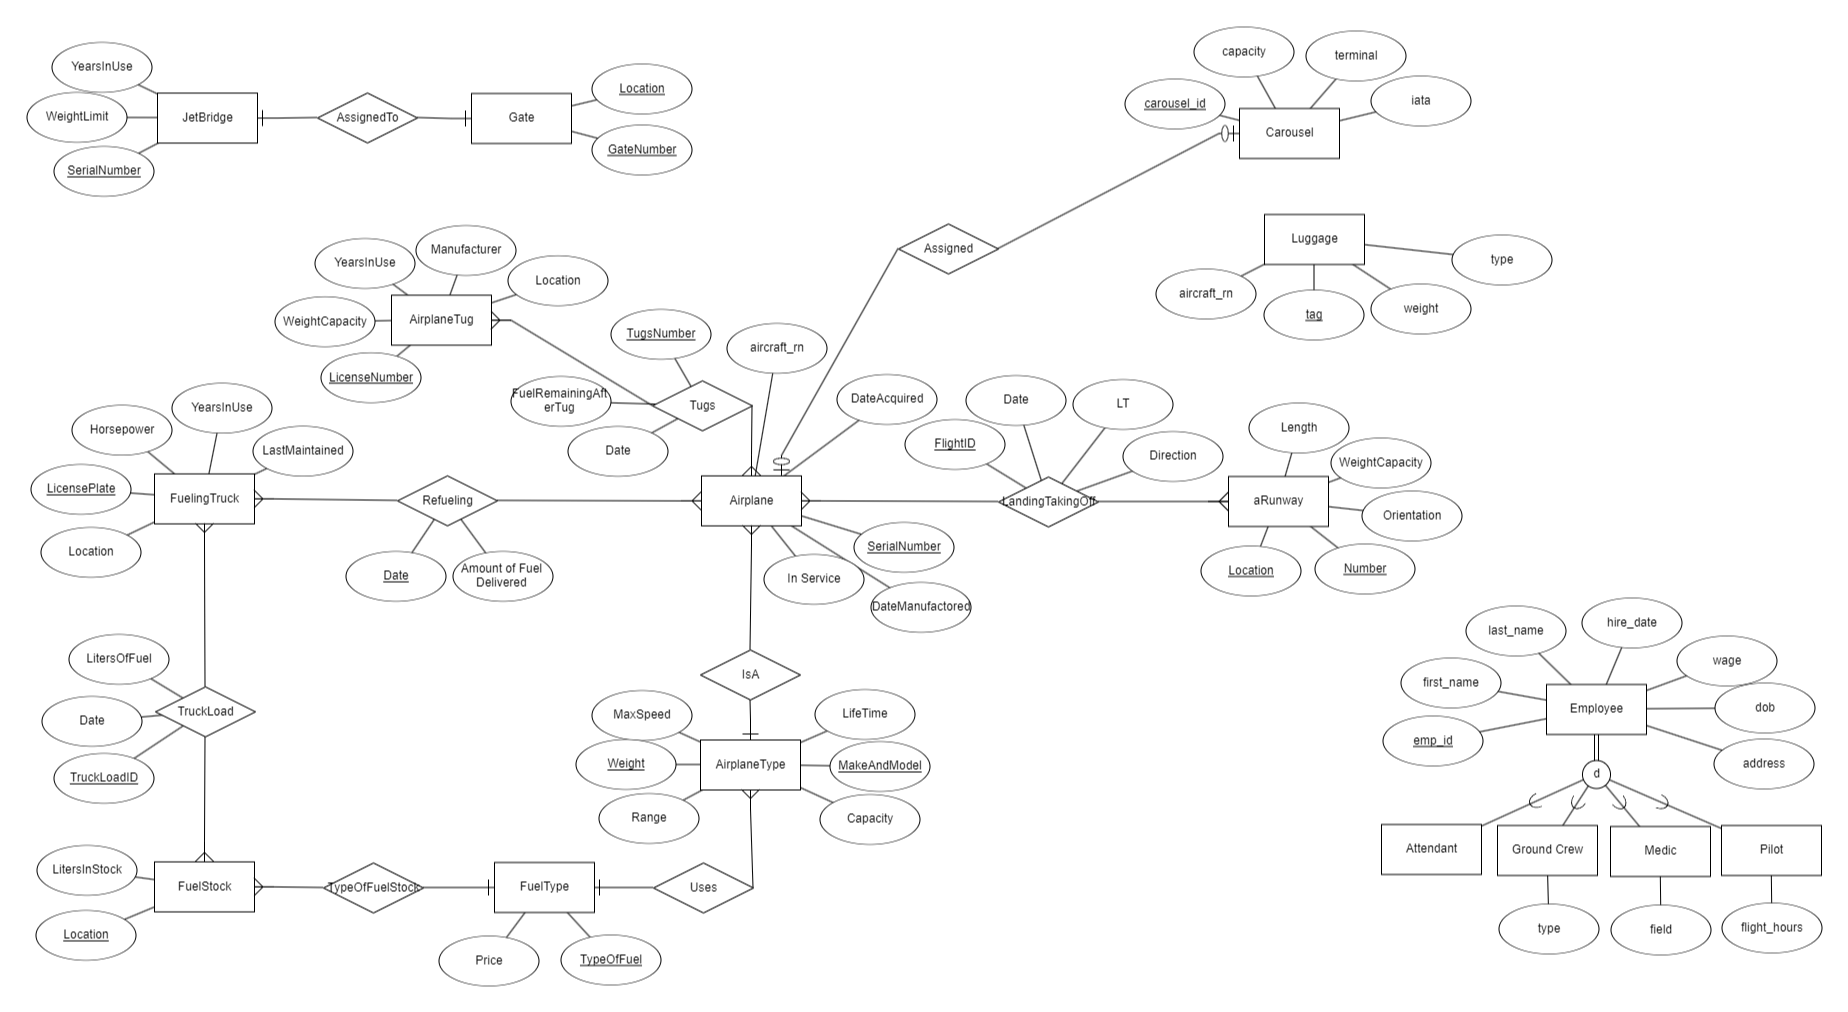 YearsInUse
WeightLimit
SerialNumber
JetBridge
AssignedTo
Gate
Location
GateNumber
capacity
terminal
carousel_id
iata
Carousel
Assigned
Luggage
type
aircraft_rn
tag
weight
Manufacturer
YearsInUse
Location
WeightCapacity
AirplaneTug
LicenseNumber
TugsNumber
aircraft_rn
FuelRemainingAft
erTug
Tugs
Date
DateAcquired
Date
LT
FlightID
Direction
LandingTakingOff
Length
WeightCapacity
aRunway
Orientation
Location
Number
YearsInUse
Horsepower
LastMaintained
LicensePlate
FuelingTruck
Location
Refueling
Date
Amount of Fuel
Delivered
Airplane
SerialNumber
In Service
DateManufactored
IsA
LitersOfFuel
Date
TruckLoad
TruckLoadID
MaxSpeed
LifeTime
Weight
AirplaneType
MakeAndModel
Range
Capacity
LitersInStock
FuelStock
Location
TypeOfFuelStock
FuelType
Uses
Price
TypeOfFuel
last_name
hire_date
wage
first_name
Employee
dob
emp_id
address
d
Attendant
Ground Crew
Medic
Pilot
type
field
flight_hours